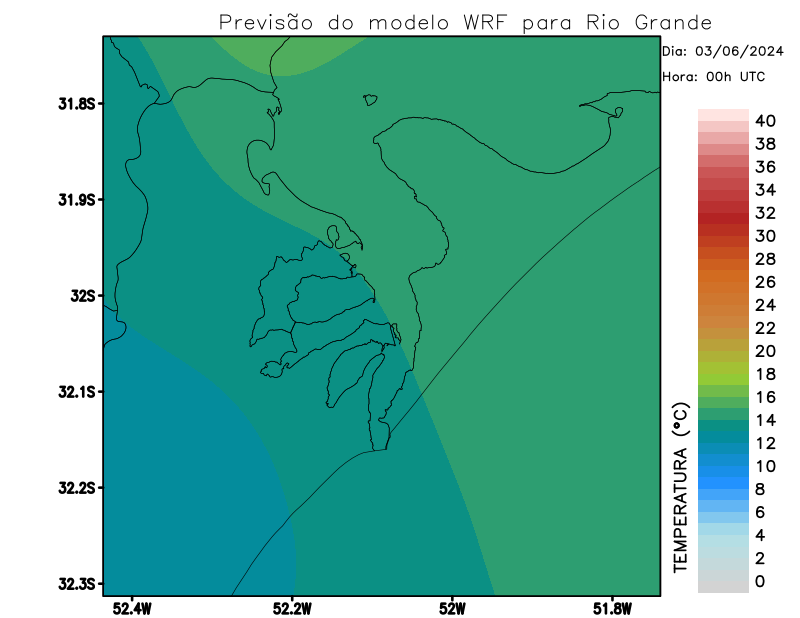 Previsão do modelo WRF para Rio Grande
Dia: 03/06/2024
Hora: 00h UTC
31.8S
31.9S
32S
32.1S
32.2S
32.3S
52.4W
52.2W
52W
51.8W
TEMPERATURA (°C)
40
38
36
34
32
30
28
26
24
22
20
18
16
14
12
10
8
6
4
2
0